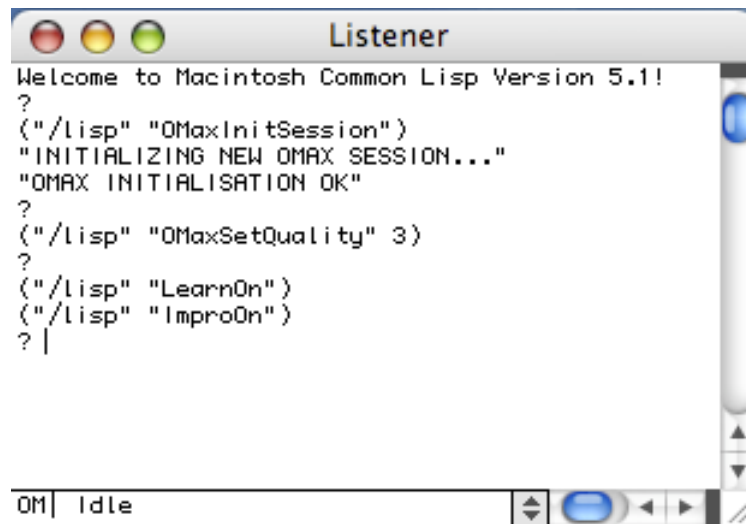 Listener
Welcome to Macintosh Common Lisp Version 5.1!
?
("/lisp" "OMaxInitSession")
"INITIALIZING NEW OMAX SESSION..."
"OMAX INITIALISATION OK"
?
("/lisp" "OMaxSetQuality" 3)
?
("/lisp" "LearnOn")
("/lisp" "ImproOn")
?
OM Idle